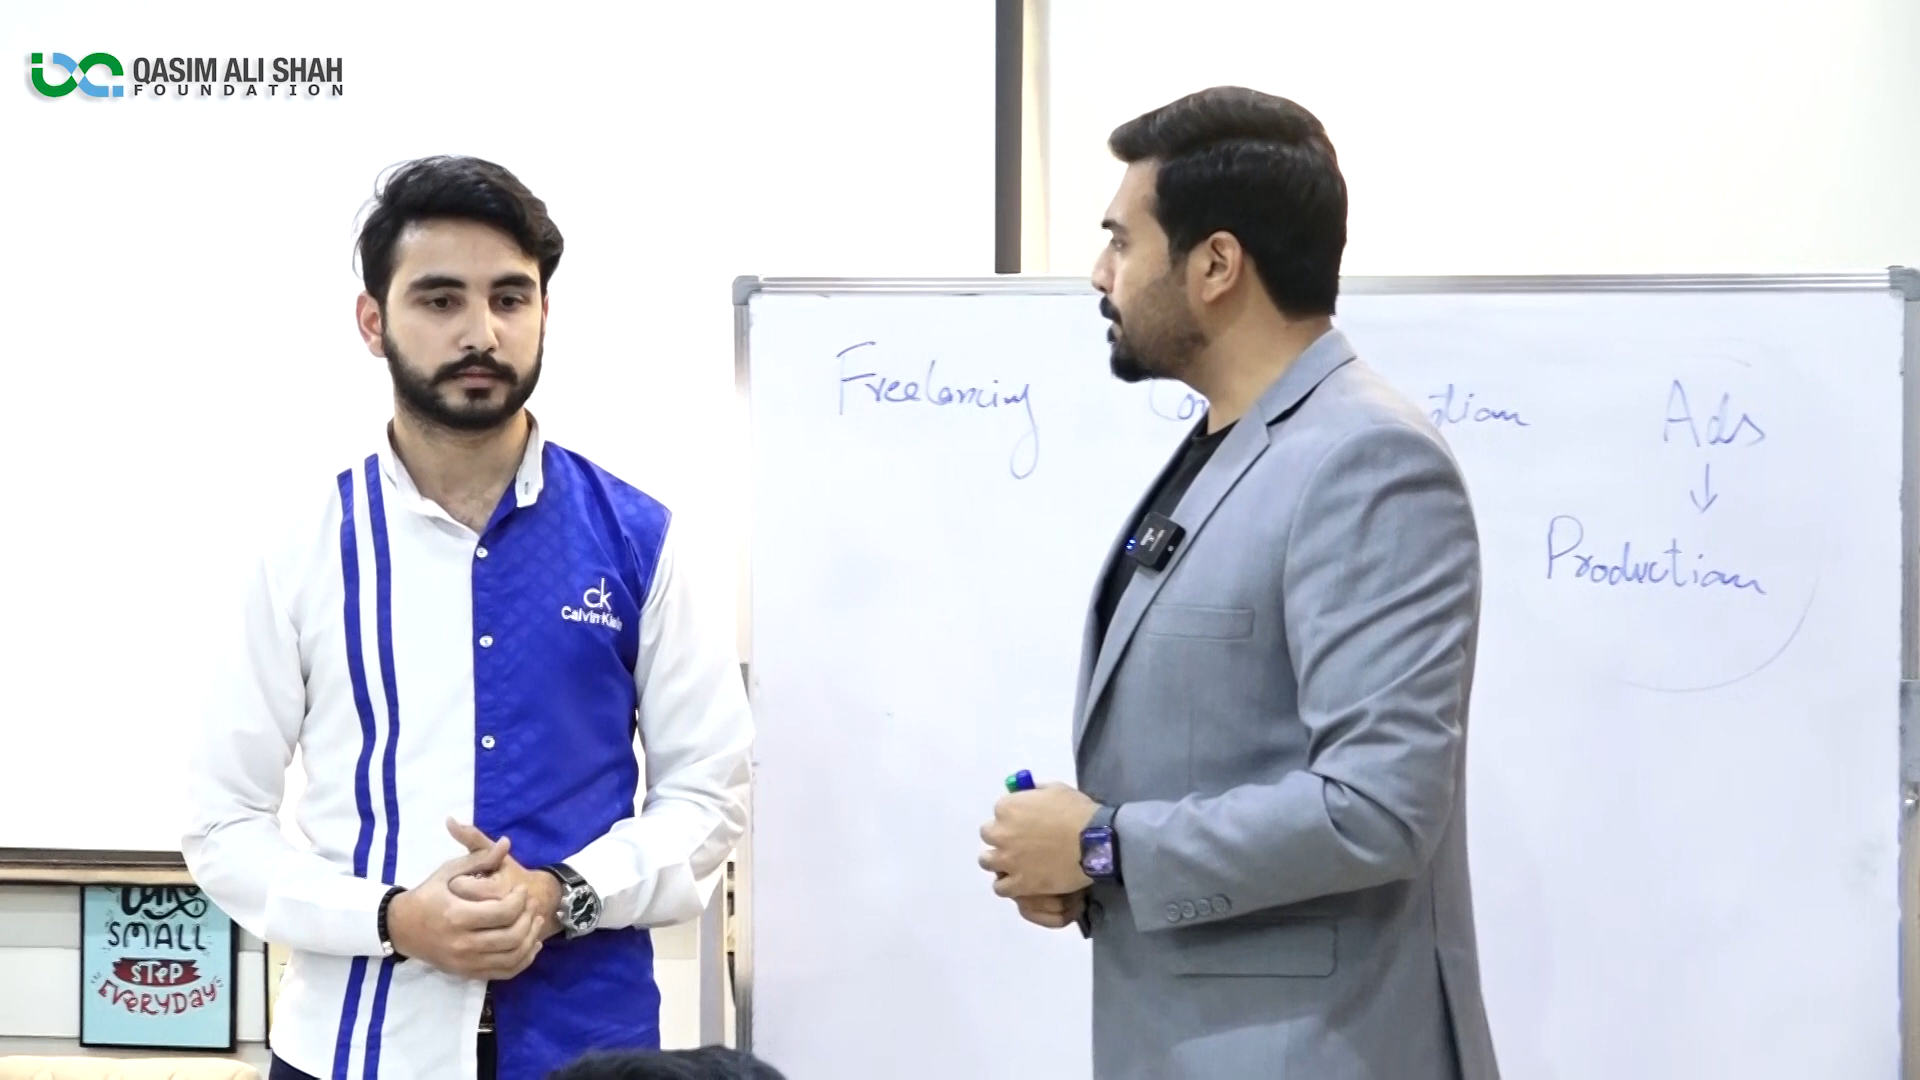 QASIM ALI SHAH
FOUNDATION
Freelancing
Ads
Production
ck
Calvin Klein
SMALL
STEP
EVERYDAY